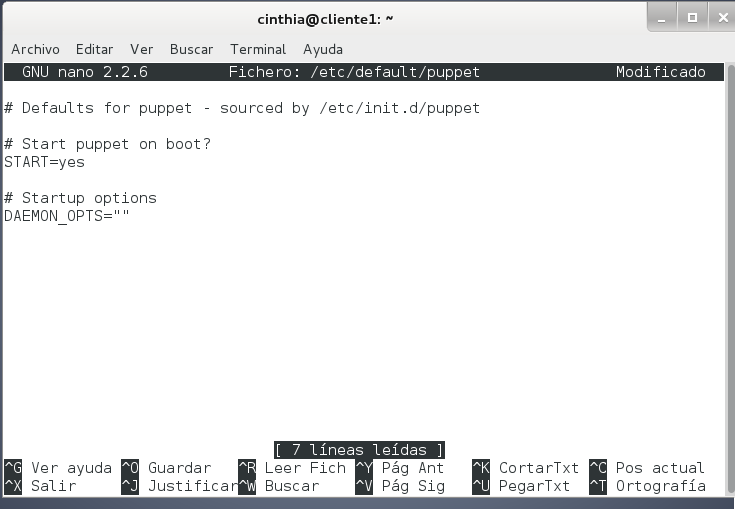 cinthia@cliente1: ~
Archivo Editar Ver Buscar Terminal Ayuda
GNU nano 2.2.6 Fichero: /etc/default/puppet Modificado
# Defaults for puppet - sourced by /etc/init.d/puppet
# Start puppet on boot?
START=yes
# Startup options
DAEMON_OPTS=""
[ 7 líneas leídas ]
^G Ver ayuda ^O Guardar ^R Leer Fich ^Y Pág Ant ^K CortarTxt ^C Pos actual
^X Salir ^J Justificar ^W Buscar ^V Pág Sig ^U PegarTxt ^T Ortografía